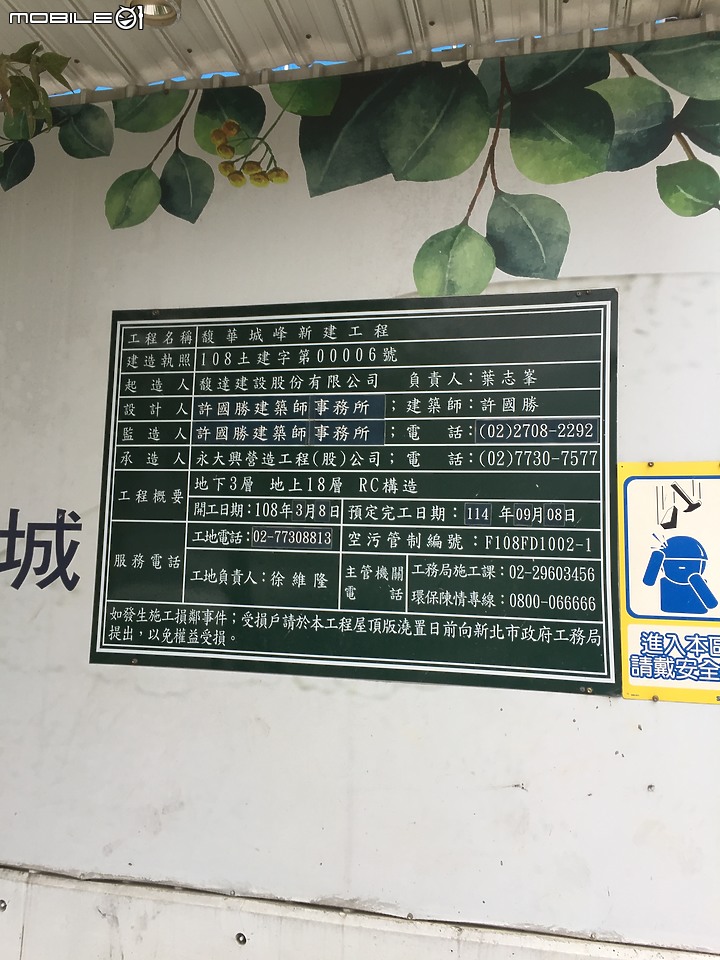 MOBILE01
工程名稱 馥華城峰新建工程
建造執照 108土建字第00006號
起造人 馥達建設股份有限公司 負責人：葉志峯
設計人 許國勝建築師事務所；建築師：許國勝
監造人 許國勝建築師事務所；電話：(02)2708-2292
承造人 永大興營造工程(股)公司；電話：(02)7730-7577
工程概要 地下3層 地上18層 RC構造
開工日期：108年3月8日 預定完工日期：114年09月08日
服務電話 工地電話：02-77308813 空污管制編號：F108FD1002-1
工地負責人：徐維隆 主管機關電話 工務局施工課：02-29603456
環保陳情專線：0800-066666
如發生施工損鄰事件；受損戶請於本工程屋頂版澆置日前向新北市政府工務局
提出，以免權益受損。
城
進入本區
請戴安全